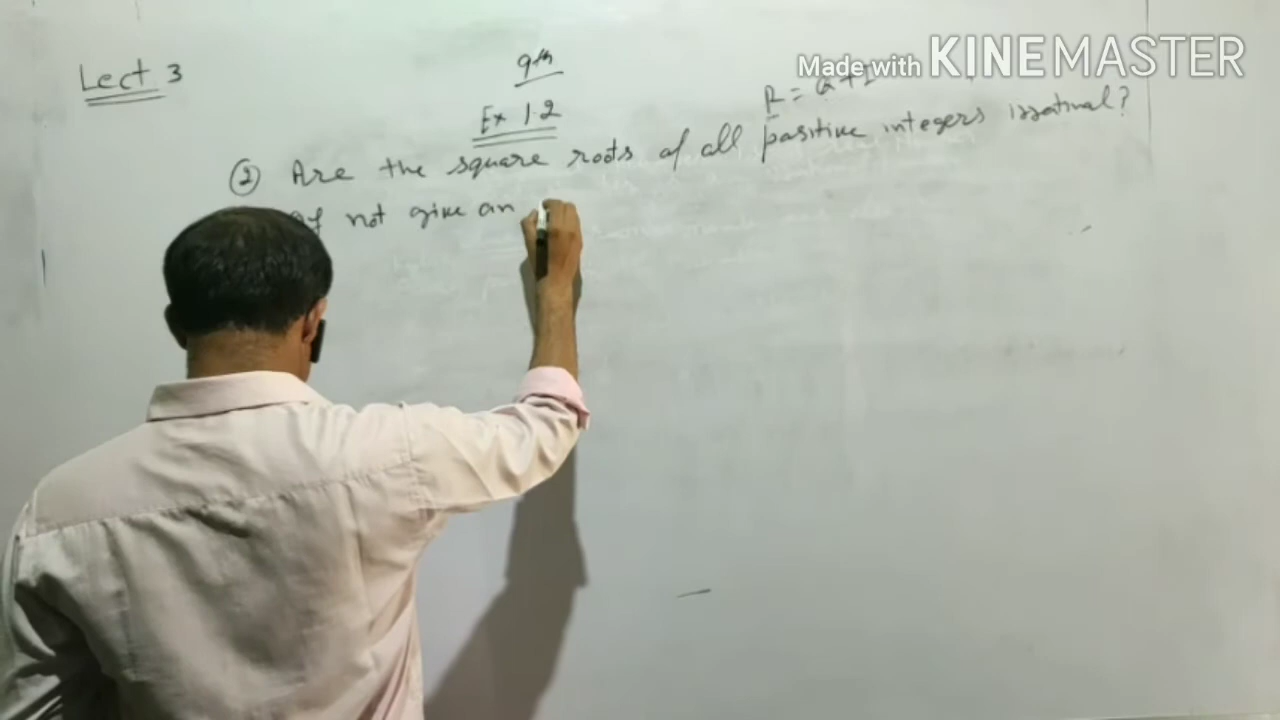 Made with KINEMASTER
Lect 3
9th
Ex 1.2
R = Q + I
② Are the square roots of all positive integers irrational?
If not give an